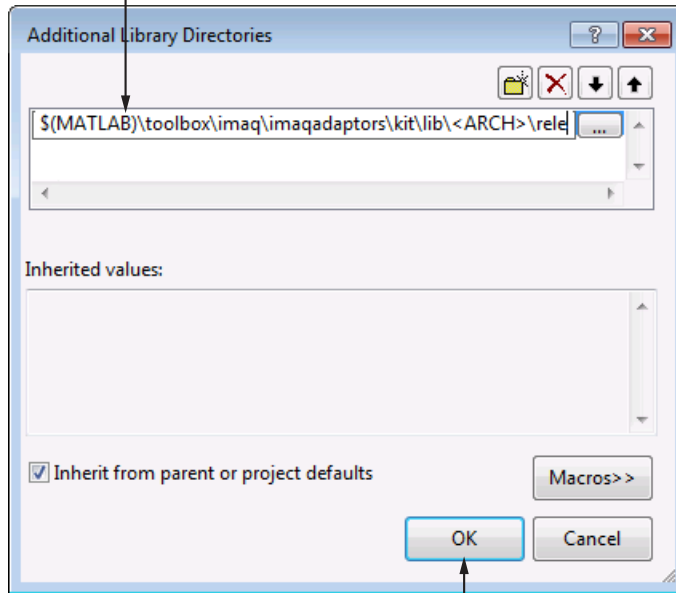 Additional Library Directories
$(MATLAB)\toolbox\imaq\imaqadaptors\kit\lib\<ARCH>\rele ...
Inherited values:
Inherit from parent or project defaults
Macros>>
OK Cancel